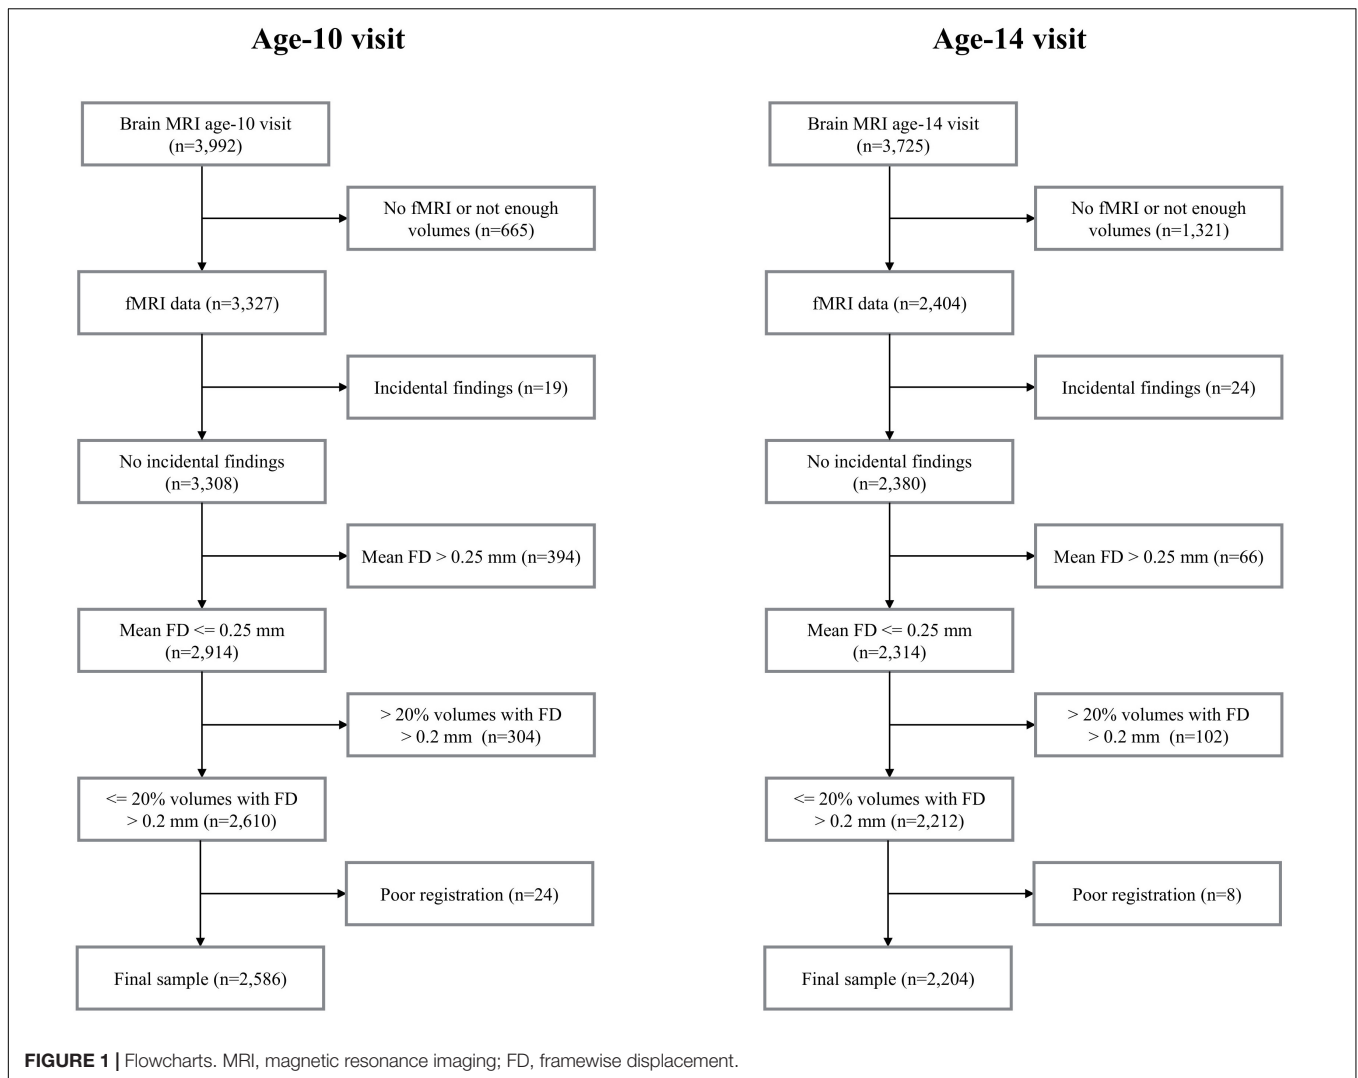 Age-10 visit
Brain MRI age-10 visit
(n=3,992)
No fMRI or not enough
volumes (n=665)
fMRI data (n=3,327)
Incidental findings (n=19)
No incidental findings
(n=3,308)
Mean FD > 0.25 mm (n=394)
Mean FD <= 0.25 mm
(n=2,914)
> 20% volumes with FD
> 0.2 mm (n=304)
<= 20% volumes with FD
> 0.2 mm (n=2,610)
Poor registration (n=24)
Final sample (n=2,586)
Age-14 visit
Brain MRI age-14 visit
(n=3,725)
No fMRI or not enough
volumes (n=1,321)
fMRI data (n=2,404)
Incidental findings (n=24)
No incidental findings
(n=2,380)
Mean FD > 0.25 mm (n=66)
Mean FD <= 0.25 mm
(n=2,314)
> 20% volumes with FD
> 0.2 mm (n=102)
<= 20% volumes with FD
> 0.2 mm (n=2,212)
Poor registration (n=8)
Final sample (n=2,204)
FIGURE 1 | Flowcharts. MRI, magnetic resonance imaging; FD, framewise displacement.